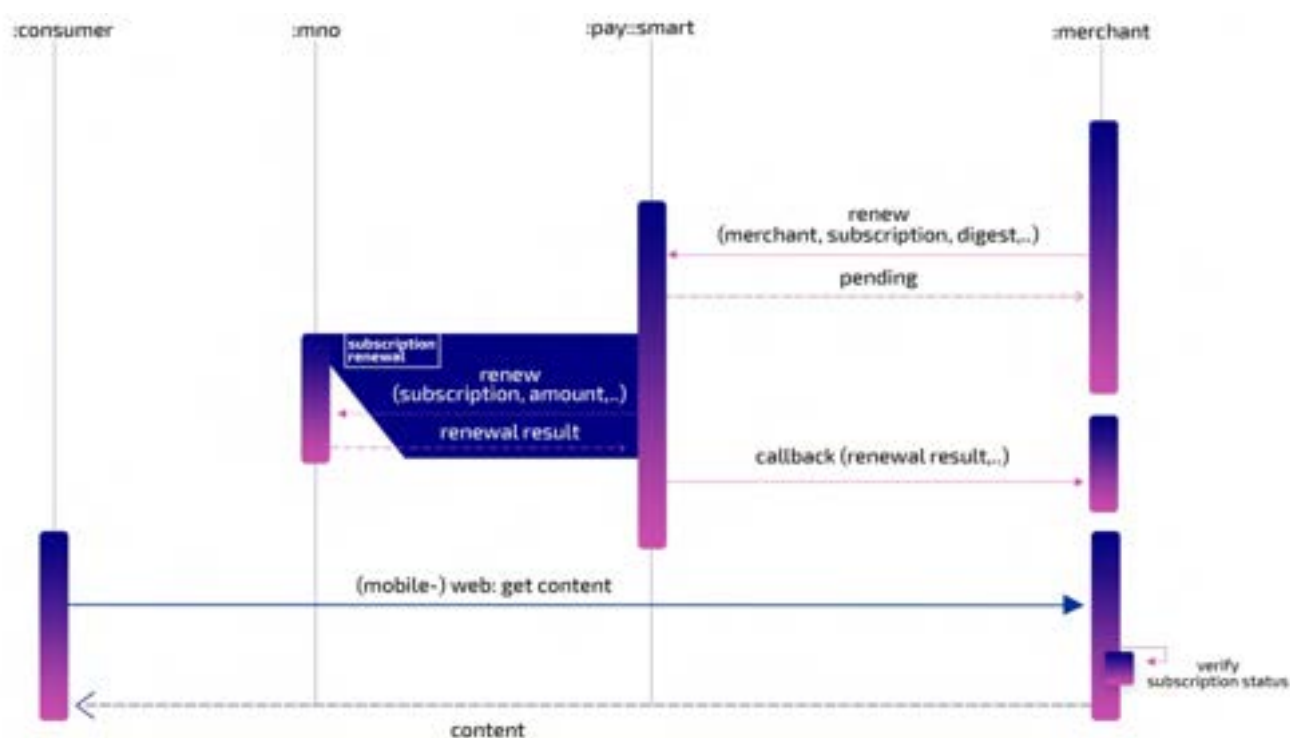 :consumer
:mno
:pay::smart
:merchant
renew
(merchant, subscription, digest,..)
pending
subscription
renewal
renew
(subscription, amount,..)
renewal result
callback (renewal result,..)
(mobile-) web: get content
verify
subscription status
content